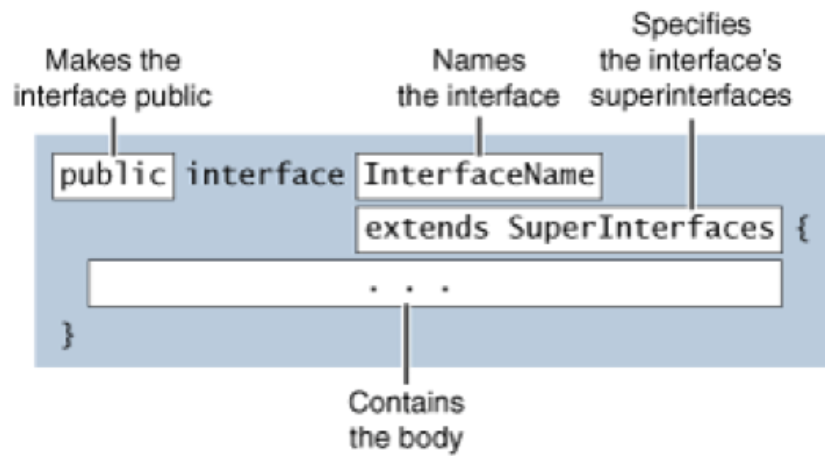 Makes the
interface public
Names
the interface
Specifies
the interface's
superinterfaces
public interface InterfaceName
extends SuperInterfaces {
. . .
}
Contains
the body